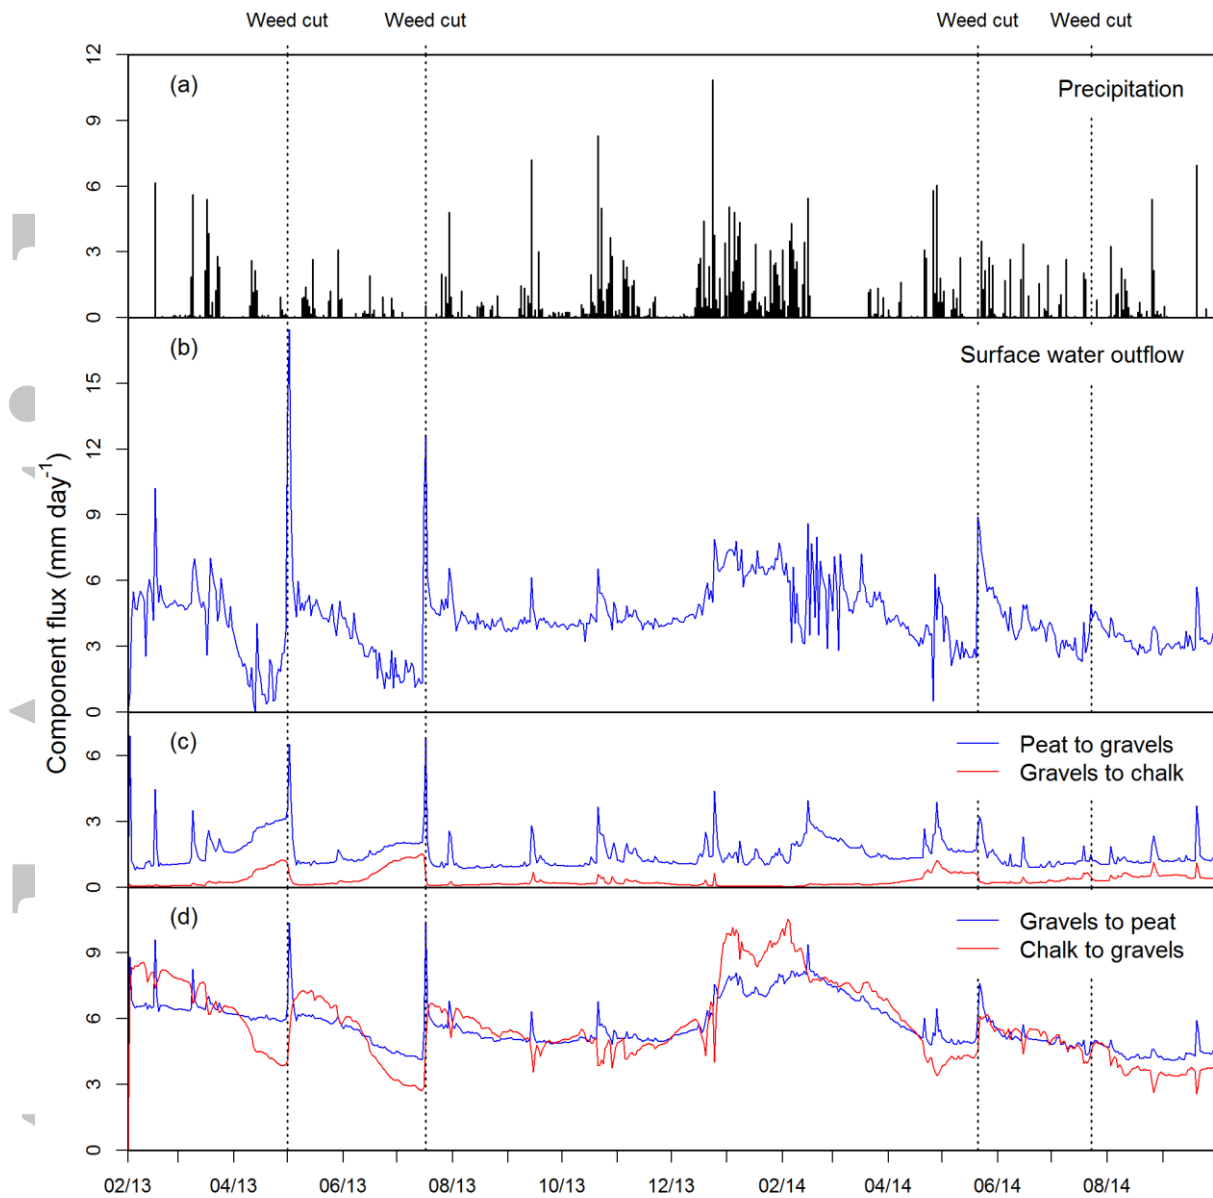 Weed cut Weed cut Weed cut Weed cut
12
(a)
Precipitation
9
6
3
0
(b)
Surface water outflow
15
12
9
6
3
0
Component flux (mm day-1)
(c)
Peat to gravels
Gravels to chalk
6
3
0
(d)
Gravels to peat
Chalk to gravels
9
6
3
0
02/13 04/13 06/13 08/13 10/13 12/13 02/14 04/14 06/14 08/14